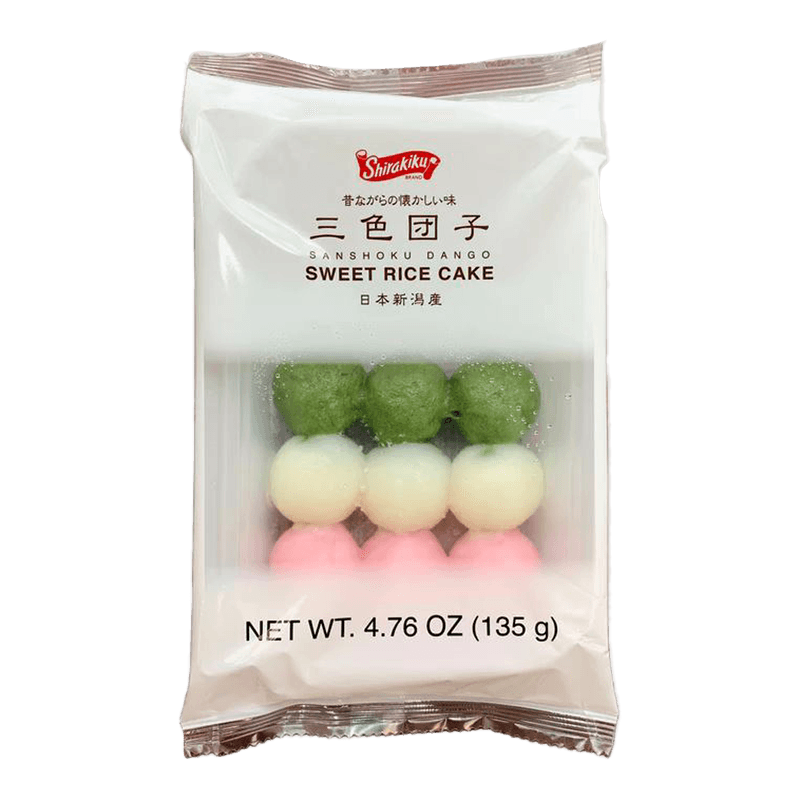 Shirakiku
BRAND
昔ながらの懐かしい味
三色団子
SANSHOKU DANGO
SWEET RICE CAKE
日本新潟産
NET WT. 4.76 OZ (135 g)